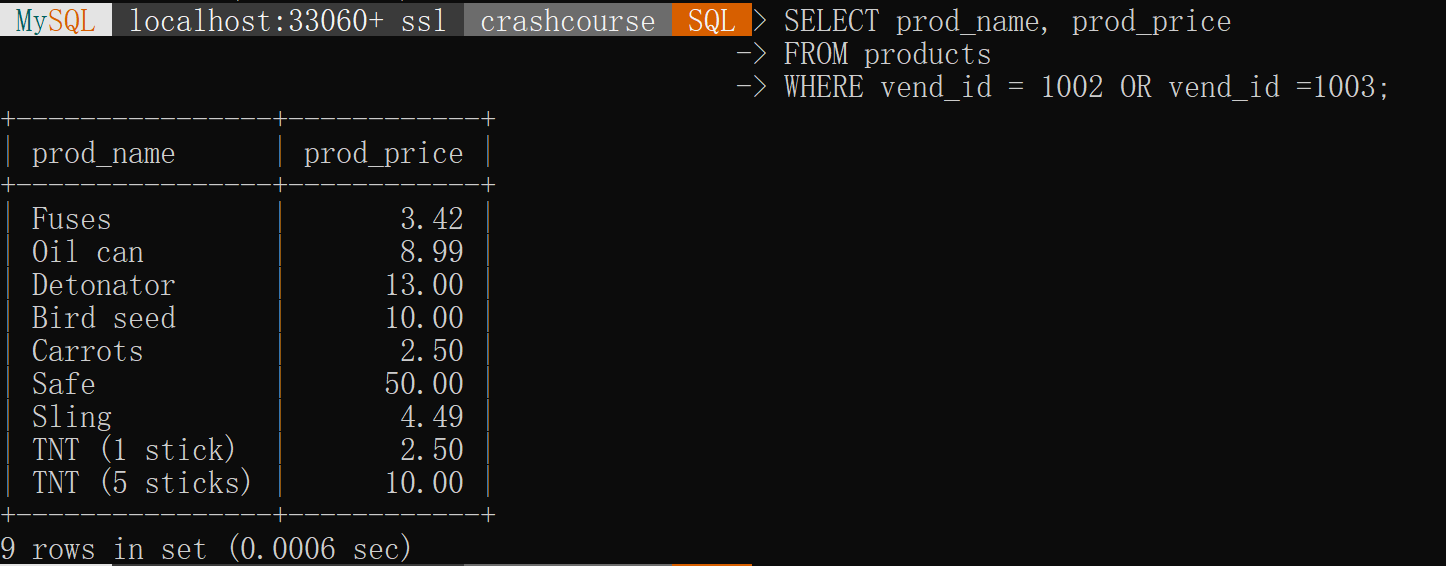 MySQL localhost:33060+ ssl crashcourse SQL > SELECT prod_name, prod_price
-> FROM products
-> WHERE vend_id = 1002 OR vend_id =1003;
+----------------+------------+
| prod_name      | prod_price |
+----------------+------------+
| Fuses          |       3.42 |
| Oil can        |       8.99 |
| Detonator      |      13.00 |
| Bird seed      |      10.00 |
| Carrots        |       2.50 |
| Safe           |      50.00 |
| Sling          |       4.49 |
| TNT (1 stick)  |       2.50 |
| TNT (5 sticks) |      10.00 |
+----------------+------------+
9 rows in set (0.0006 sec)